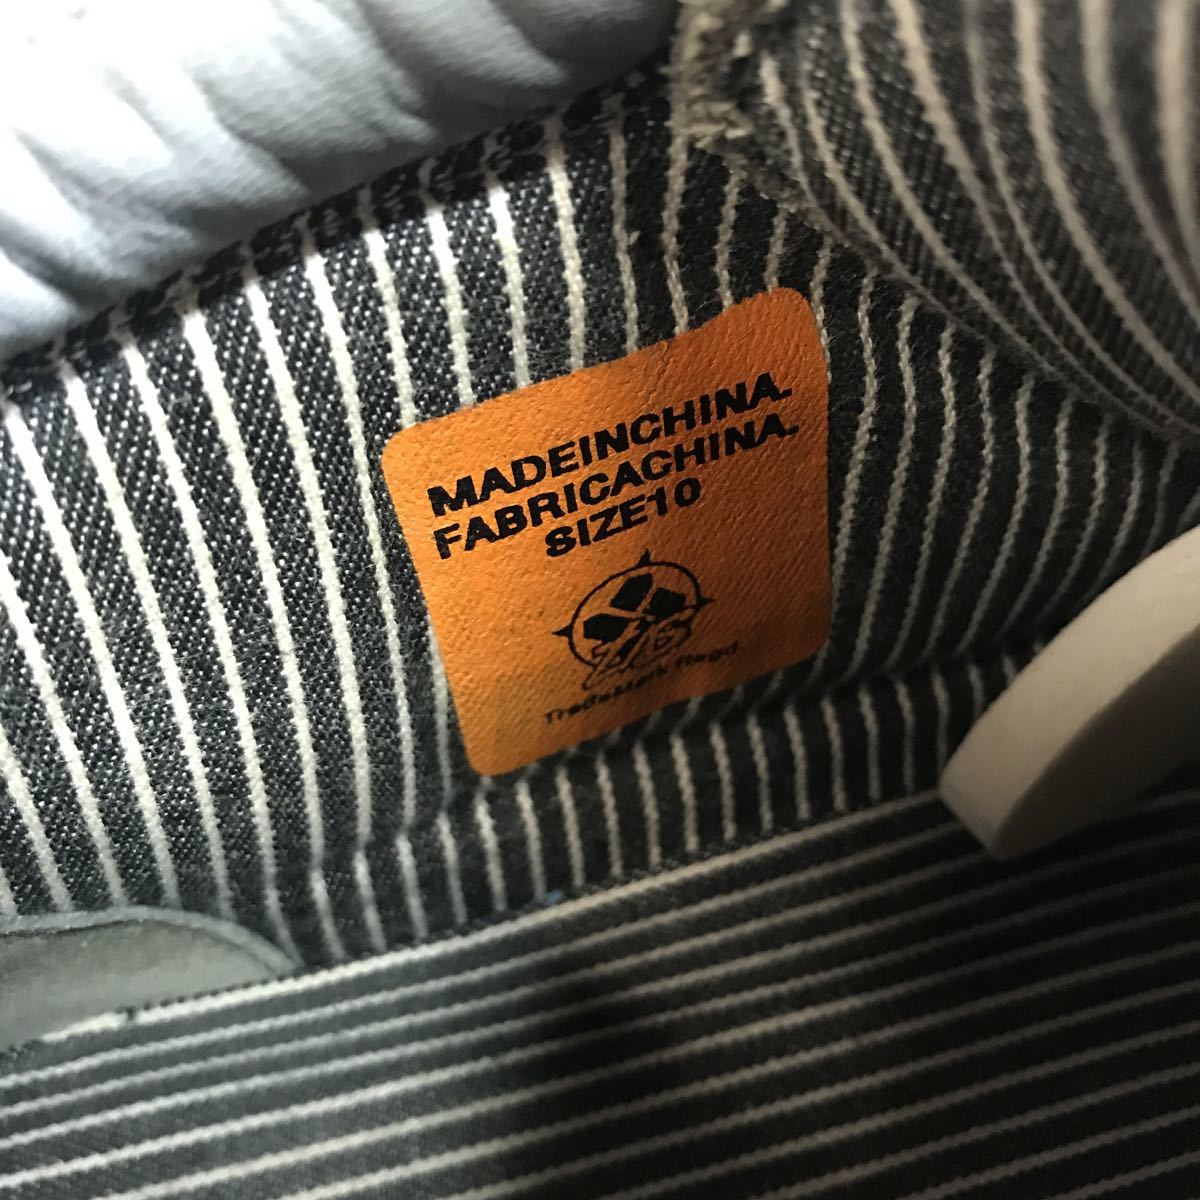 MADEINCHINA.
FABRICACHINA.
SIZE10
TradeMark Regd.